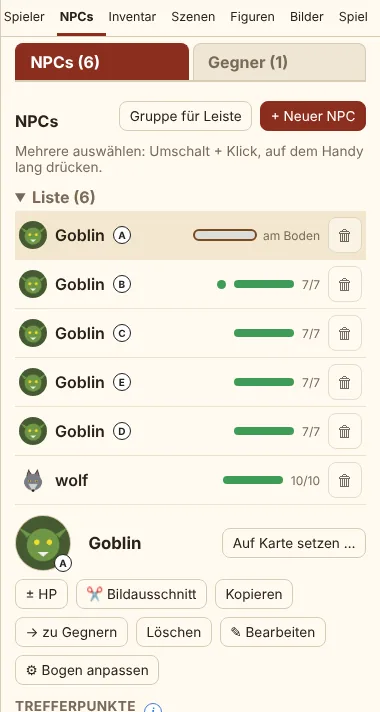 Spieler NPCs Inventar Szenen Figuren Bilder Spiel
NPCs (6) Gegner (1)
NPCs Gruppe für Leiste + Neuer NPC
Mehrere auswählen: Umschalt + Klick, auf dem Handy
lang drücken.
▼ Liste (6)
Goblin A am Boden
Goblin B 7/7
Goblin C 7/7
Goblin E 7/7
Goblin D 7/7
wolf 10/10
A Goblin Auf Karte setzen ...
± HP ✂️ Bildausschnitt Kopieren
→ zu Gegnern Löschen ✎ Bearbeiten
⚙ Bogen anpassen
TREFFERPUNKTE i